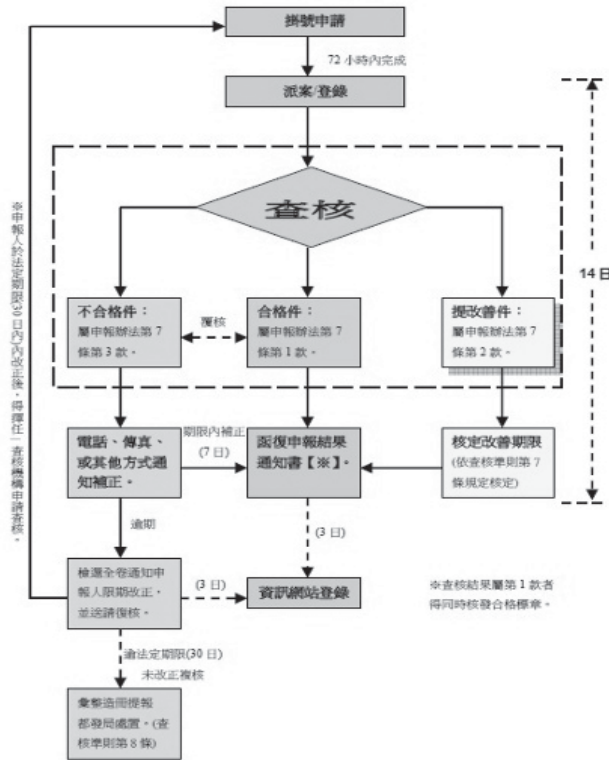 掛號申請
72 小時內完成
派案/登錄
查核
14 日
不合格件：
屬申報辦法第 7
條第 3 款。
覆核
合格件：
屬申報辦法第 7
條第 1 款。
提改善件：
屬申報辦法第 7
條第 2 款。
電話、傳真、
或其他方式通
知補正。
期限內補正
(7 日)
函復申報結果
通知書【※】。
核定改善期限
(依查核準則第 7
條規定核定)
逾期
(3 日)
檢還全卷通知申
報人限期改正，
並送請復核。
(3 日)
資訊網站登錄
※查核結果屬第 1 款者
得同時核發合格標章。
逾法定期限(30 日)
未改正複核
彙整造冊提報
都發局處置。(查
核準則第 8 條)
※申報人於法定期限(30 日內)內改正後，得擇任一查核機構申請查核。